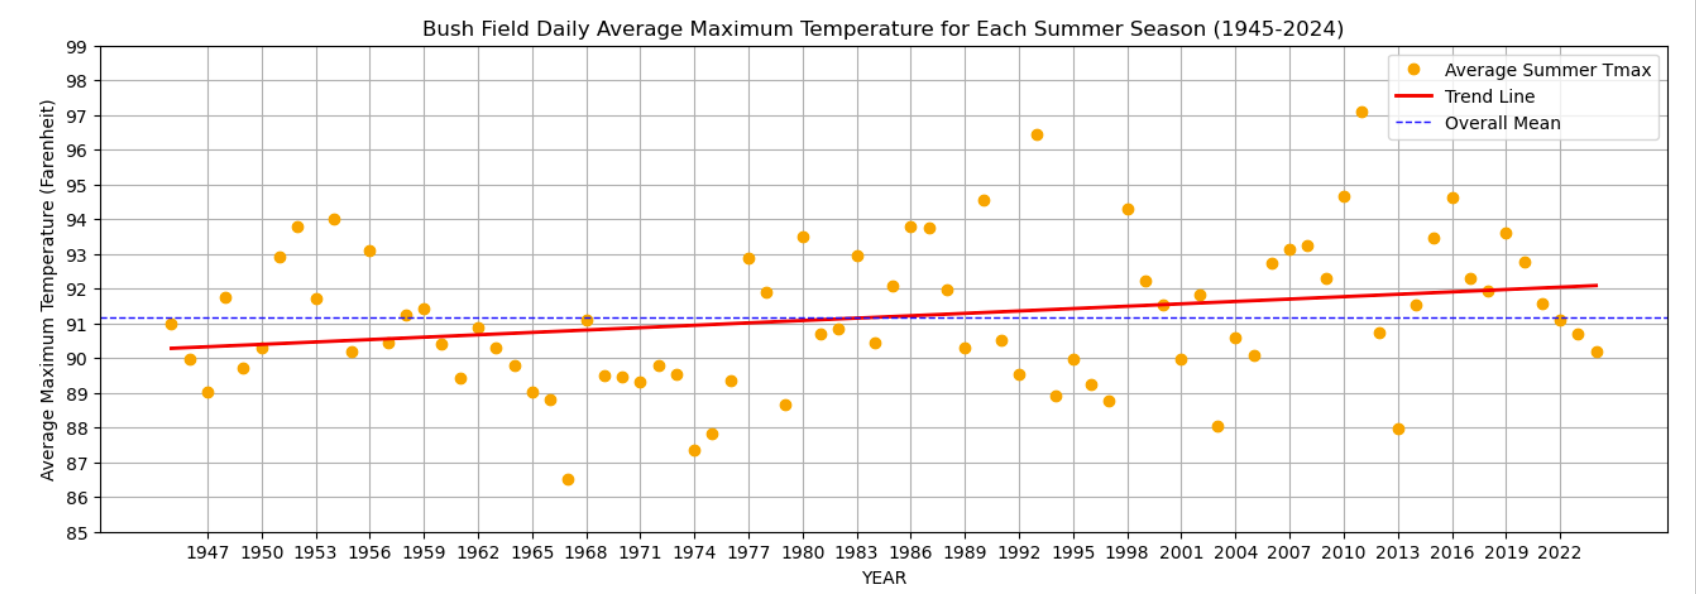 Bush Field Daily Average Maximum Temperature for Each Summer Season (1945-2024)
Average Summer Tmax
Trend Line
Overall Mean
Average Maximum Temperature (Farenheit)
99
98
97
96
95
94
93
92
91
90
89
88
87
86
85
1947 1950 1953 1956 1959 1962 1965 1968 1971 1974 1977 1980 1983 1986 1989 1992 1995 1998 2001 2004 2007 2010 2013 2016 2019 2022
YEAR